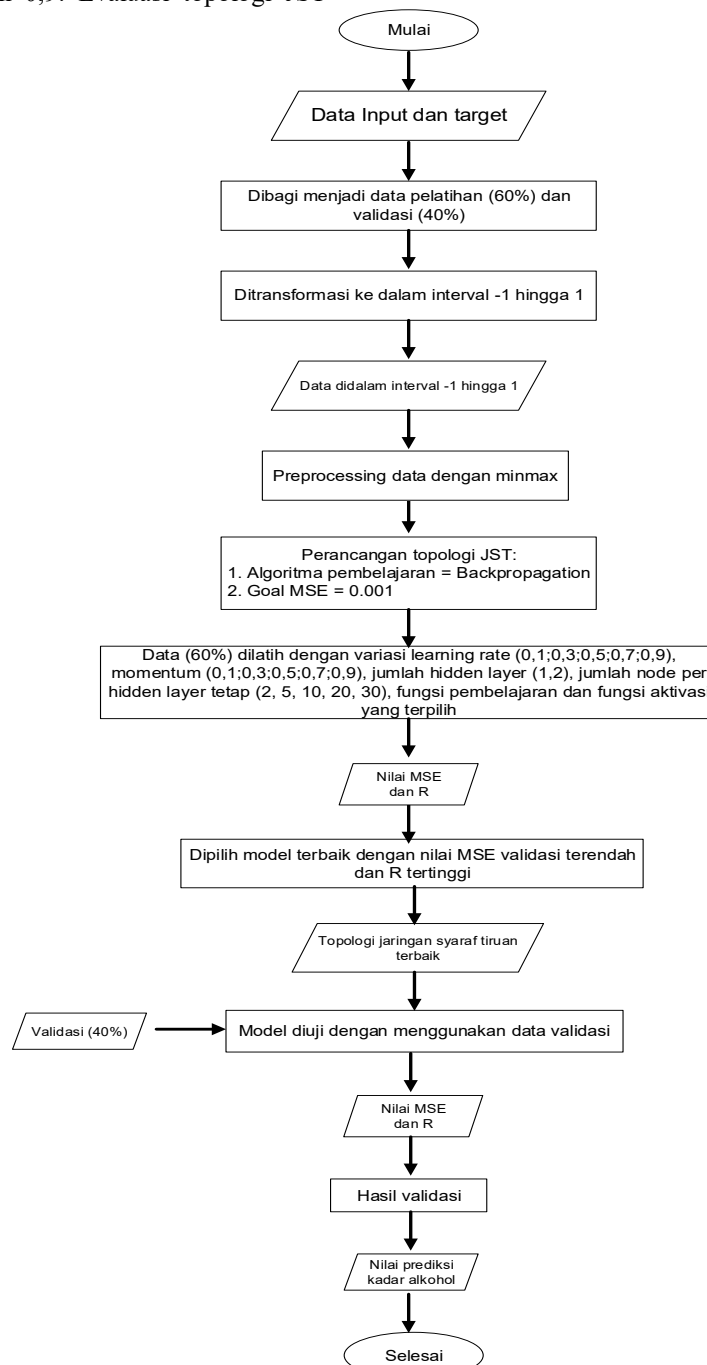 0,9. Evaluasi topologi JST
Mulai
Data Input dan target
Dibagi menjadi data pelatihan (60%) dan
validasi (40%)
Ditransformasi ke dalam interval -1 hingga 1
Data didalam interval -1 hingga 1
Preprocessing data dengan minmax
Perancangan topologi JST:
1. Algoritma pembelajaran = Backpropagation
2. Goal MSE = 0.001
Data (60%) dilatih dengan variasi learning rate (0,1;0,3;0,5;0,7;0,9),
momentum (0,1;0,3;0,5;0,7;0,9), jumlah hidden layer (1,2), jumlah node per
hidden layer tetap (2, 5, 10, 20, 30), fungsi pembelajaran dan fungsi aktivasi
yang terpilih
Nilai MSE
dan R
Dipilih model terbaik dengan nilai MSE validasi terendah
dan R tertinggi
Topologi jaringan syaraf tiruan
terbaik
Validasi (40%)
Model diuji dengan menggunakan data validasi
Nilai MSE
dan R
Hasil validasi
Nilai prediksi
kadar alkohol
Selesai